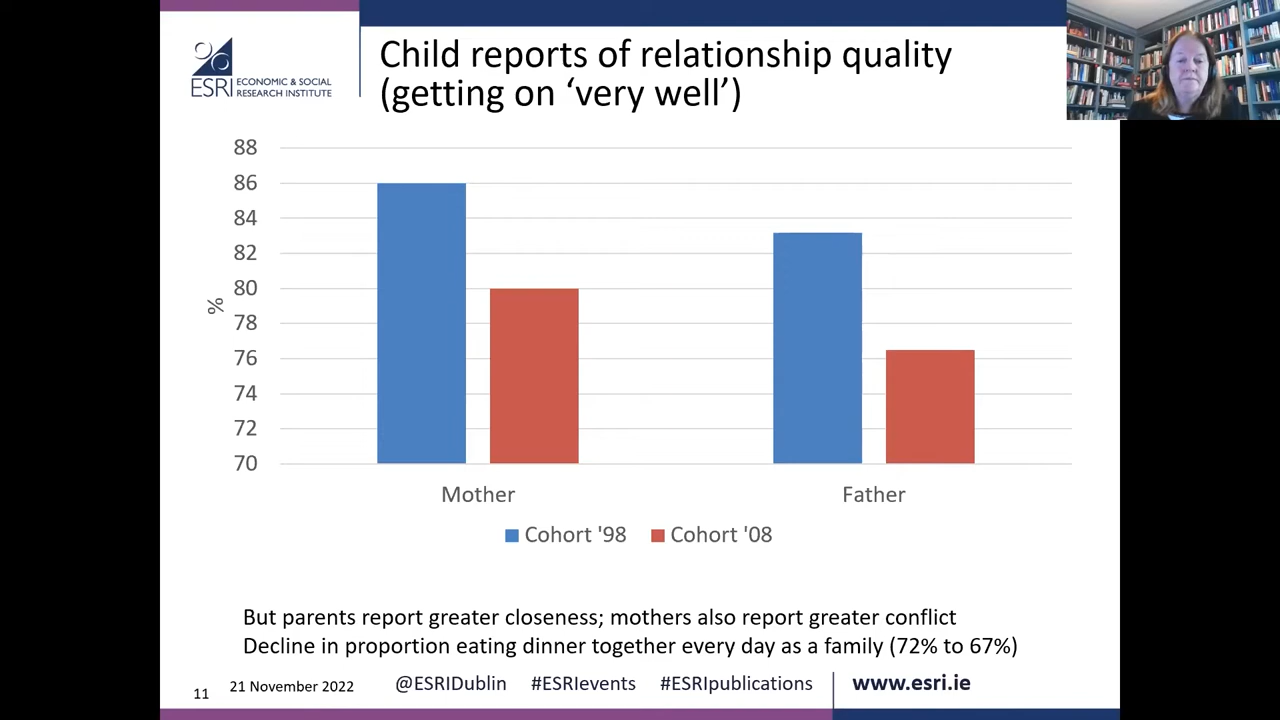 ESRI ECONOMIC & SOCIAL
RESEARCH INSTITUTE
Child reports of relationship quality
(getting on ‘very well’)
88
86
84
82
80
78
76
74
72
70
%
Mother
Father
Cohort '98
Cohort '08
But parents report greater closeness; mothers also report greater conflict
Decline in proportion eating dinner together every day as a family (72% to 67%)
11
21 November 2022
@ESRIDublin
#ESRIevents
#ESRIpublications
www.esri.ie